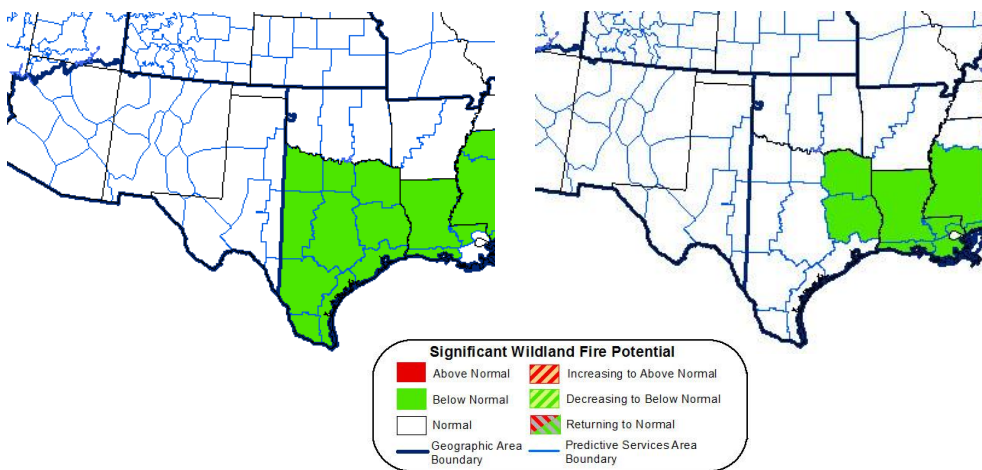 Significant Wildland Fire Potential
Above Normal
Increasing to Above Normal
Below Normal
Decreasing to Below Normal
Normal
Returning to Normal
Geographic Area
Boundary
Predictive Services Area
Boundary